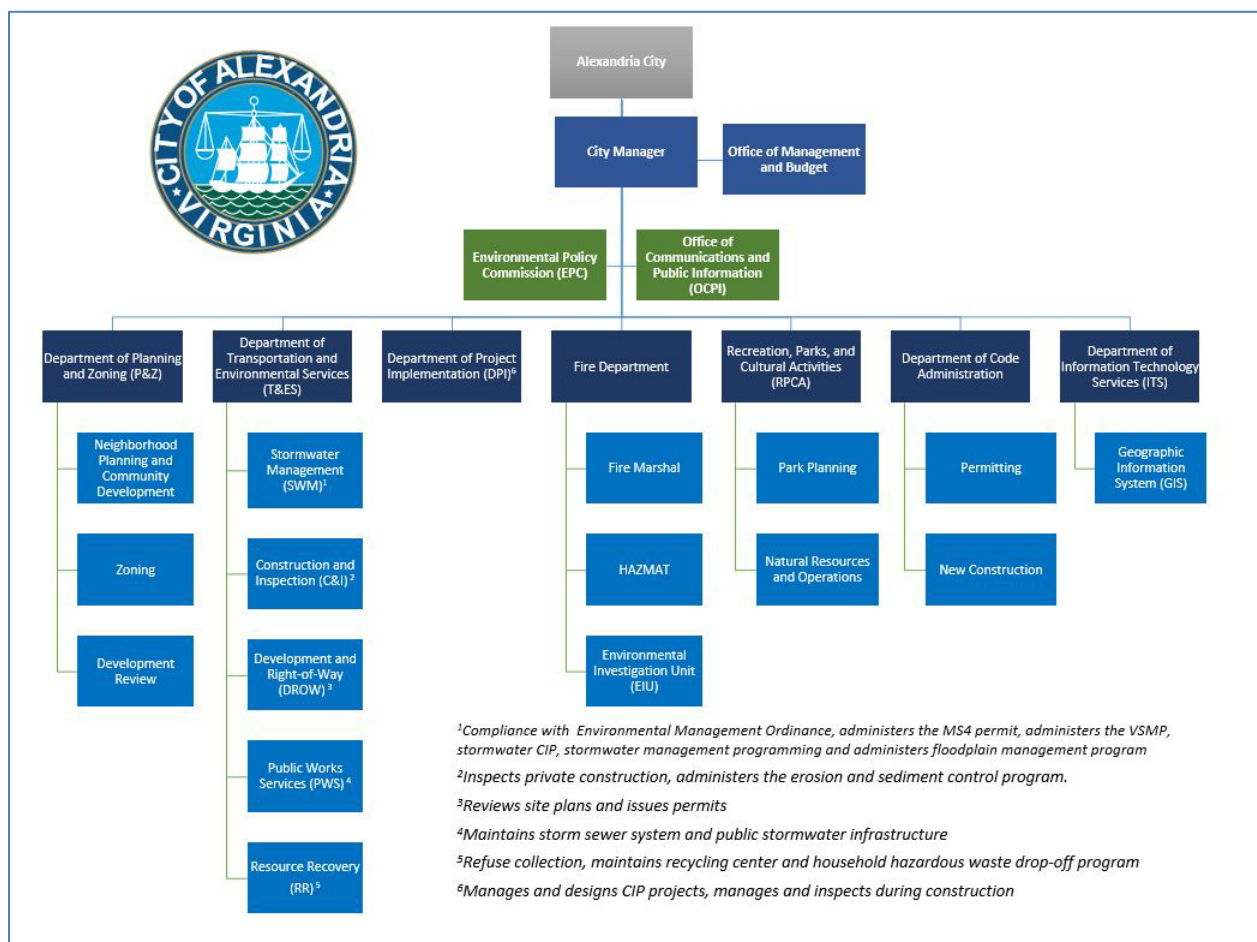 CITY OF ALEXANDRIA
VIRGINIA
Alexandria City
City Manager
Office of Management
and Budget
Environmental Policy
Commission (EPC)
Office of
Communications and
Public Information
(OCPI)
Department of Planning
and Zoning (P&Z)
Department of
Transportation and
Environmental Services
(T&ES)
Department of Project
Implementation (DPI)⁶
Fire Department
Recreation, Parks, and
Cultural Activities
(RPCA)
Department of Code
Administration
Department of
Information Technology
Services (ITS)
Neighborhood
Planning and
Community
Development
Zoning
Development
Review
Stormwater
Management
(SWM)¹
Construction and
Inspection (C&I) ²
Development and
Right-of-Way
(DROW) ³
Public Works
Services (PWS) ⁴
Resource Recovery
(RR) ⁵
Fire Marshal
HAZMAT
Environmental
Investigation Unit
(EIU)
Park Planning
Natural Resources
and Operations
Permitting
New Construction
Geographic
Information
System (GIS)
¹Compliance with Environmental Management Ordinance, administers the MS4 permit, administers the VSMP,
stormwater CIP, stormwater management programming and administers floodplain management program
²Inspects private construction, administers the erosion and sediment control program.
³Reviews site plans and issues permits
⁴Maintains storm sewer system and public stormwater infrastructure
⁵Refuse collection, maintains recycling center and household hazardous waste drop-off program
⁶Manages and designs CIP projects, manages and inspects during construction